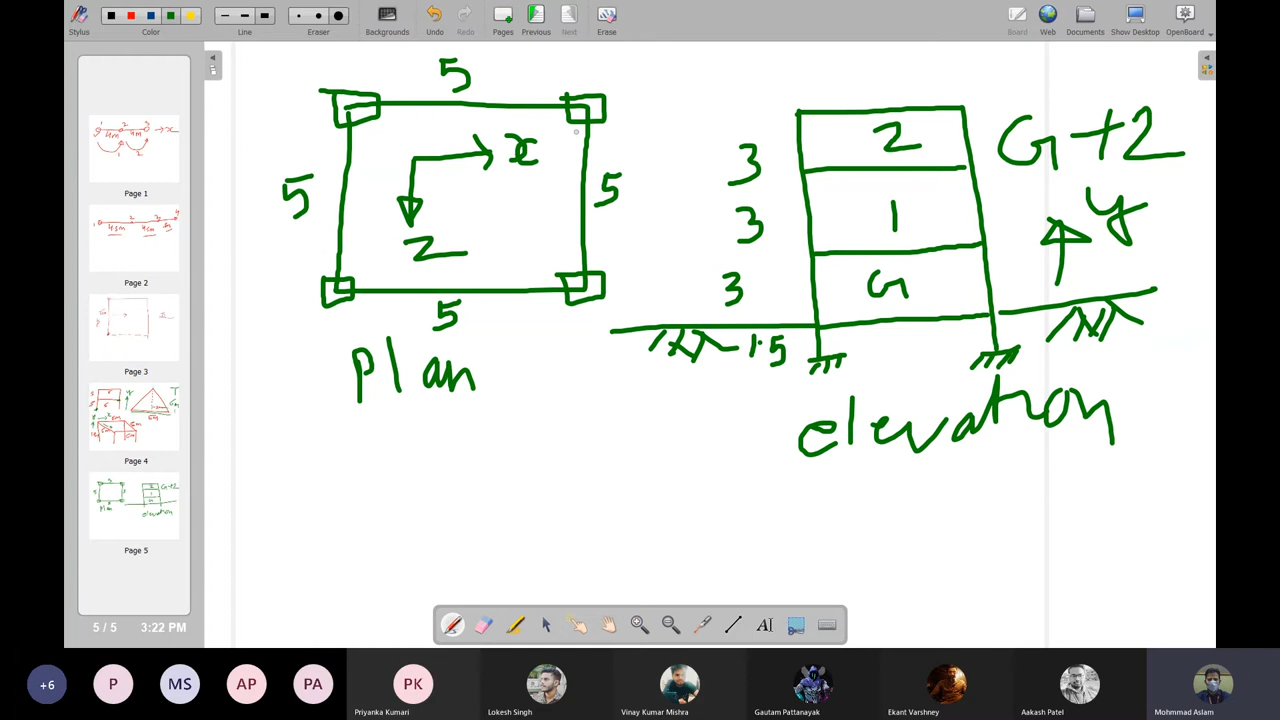 Stylus
Color
Line
Eraser
Backgrounds
Undo
Redo
Pages
Previous
Next
Erase
Board
Web
Documents
Show Desktop
OpenBoard
Page 1
Page 2
Page 3
Page 4
Page 5
5 / 5 3:22 PM
5
5
5
5
x
Z
plan
3
3
3
1.5
2
1
G
G+2
y
elevation
+6
P
MS
AP
PA
PK
Priyanka Kumari
Lokesh Singh
Vinay Kumar Mishra
Gautam Pattanayak
Ekant Varshney
Aakash Patel
Mohmmad Aslam